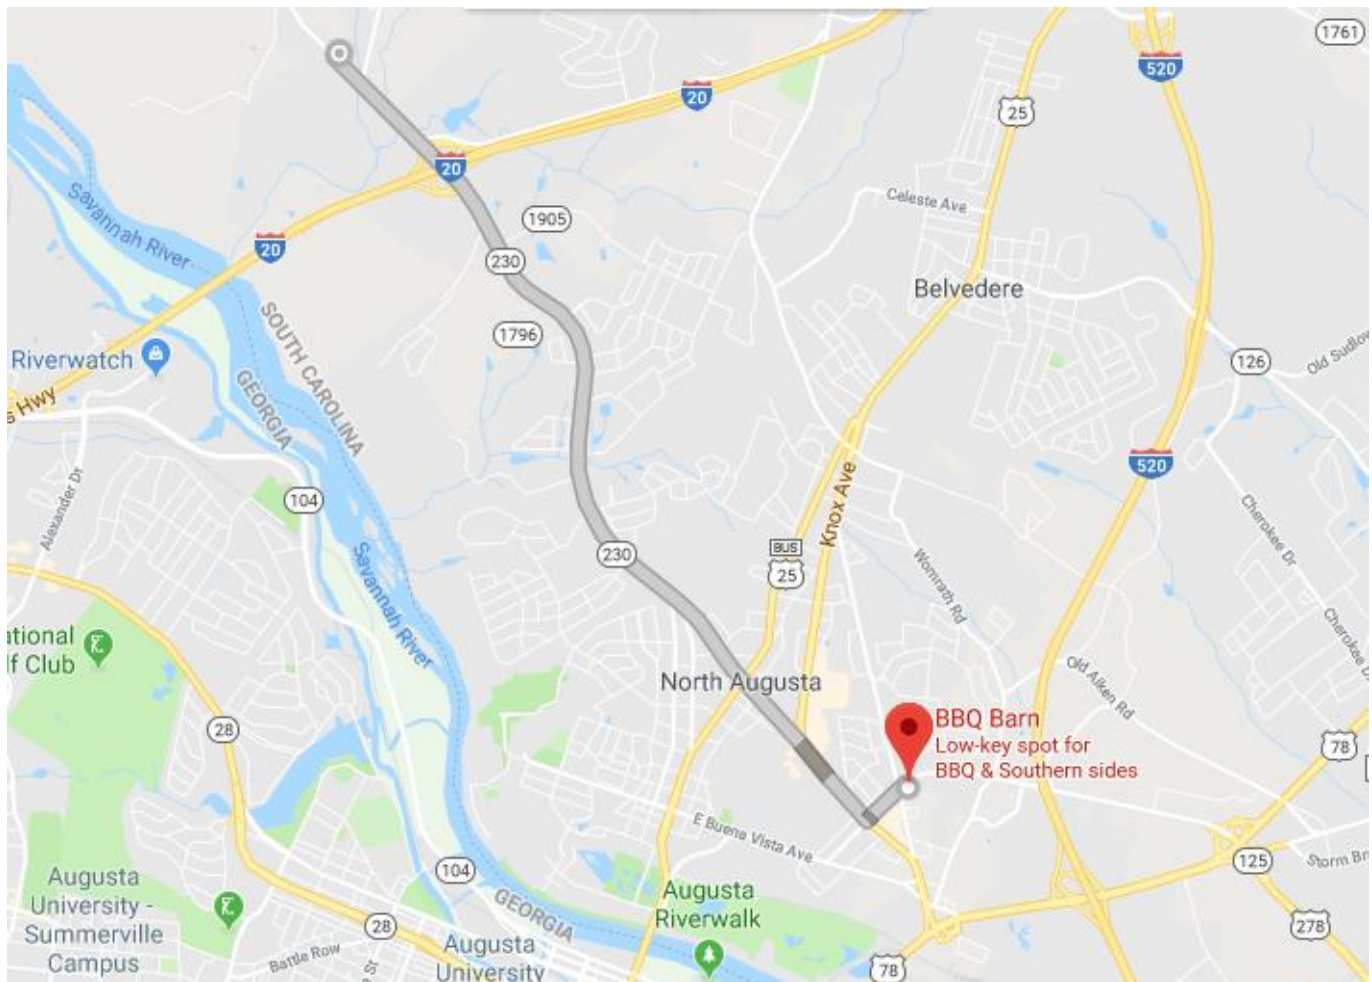 1761
520
20
25
20
Celeste Ave
1905
Savannah River
20
230
Belvedere
SOUTH CAROLINA
1796
Riverwatch
126
GEORGIA
s Hwy
Old Sudlow
Knox Ave
520
Alexander Dr
104
Cherokee Dr
BUS
25
230
Savannah River
Womrath Rd
ational
lf Club
Cherokee D
North Augusta
Old Aiken Rd
BBQ Barn
Low-key spot for
BBQ & Southern sides
28
78
E Buena Vista Ave
125
Storm Br
104
Augusta
University -
Summerville
Campus
Augusta
Riverwalk
GEORGIA
28
278
Battle Row
e St
Augusta
University
78